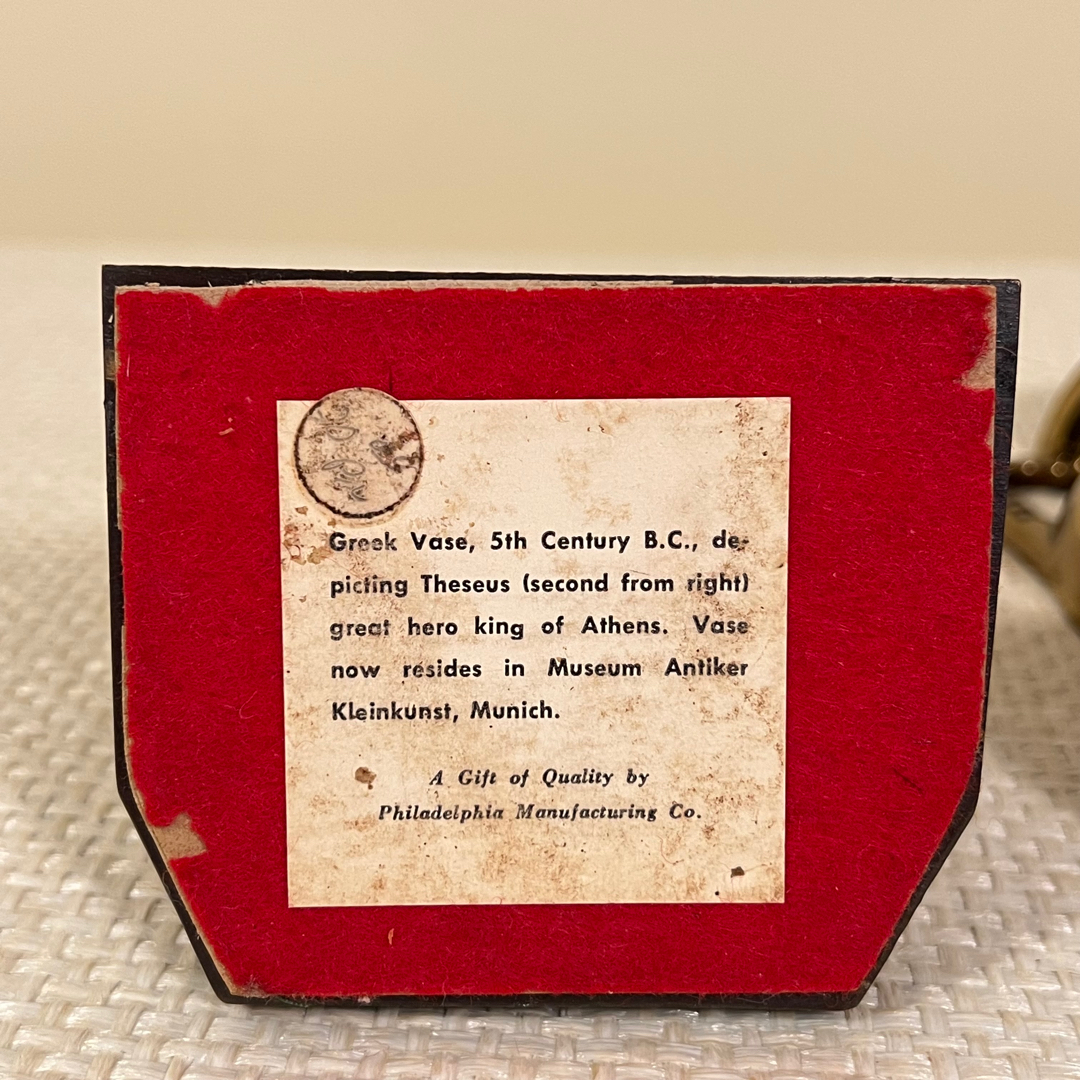 Greek Vase, 5th Century B.C., de-
picting Theseus (second from right)
great hero king of Athens. Vase
now resides in Museum Antiker
Kleinkunst, Munich.
A Gift of Quality by
Philadelphia Manufacturing Co.